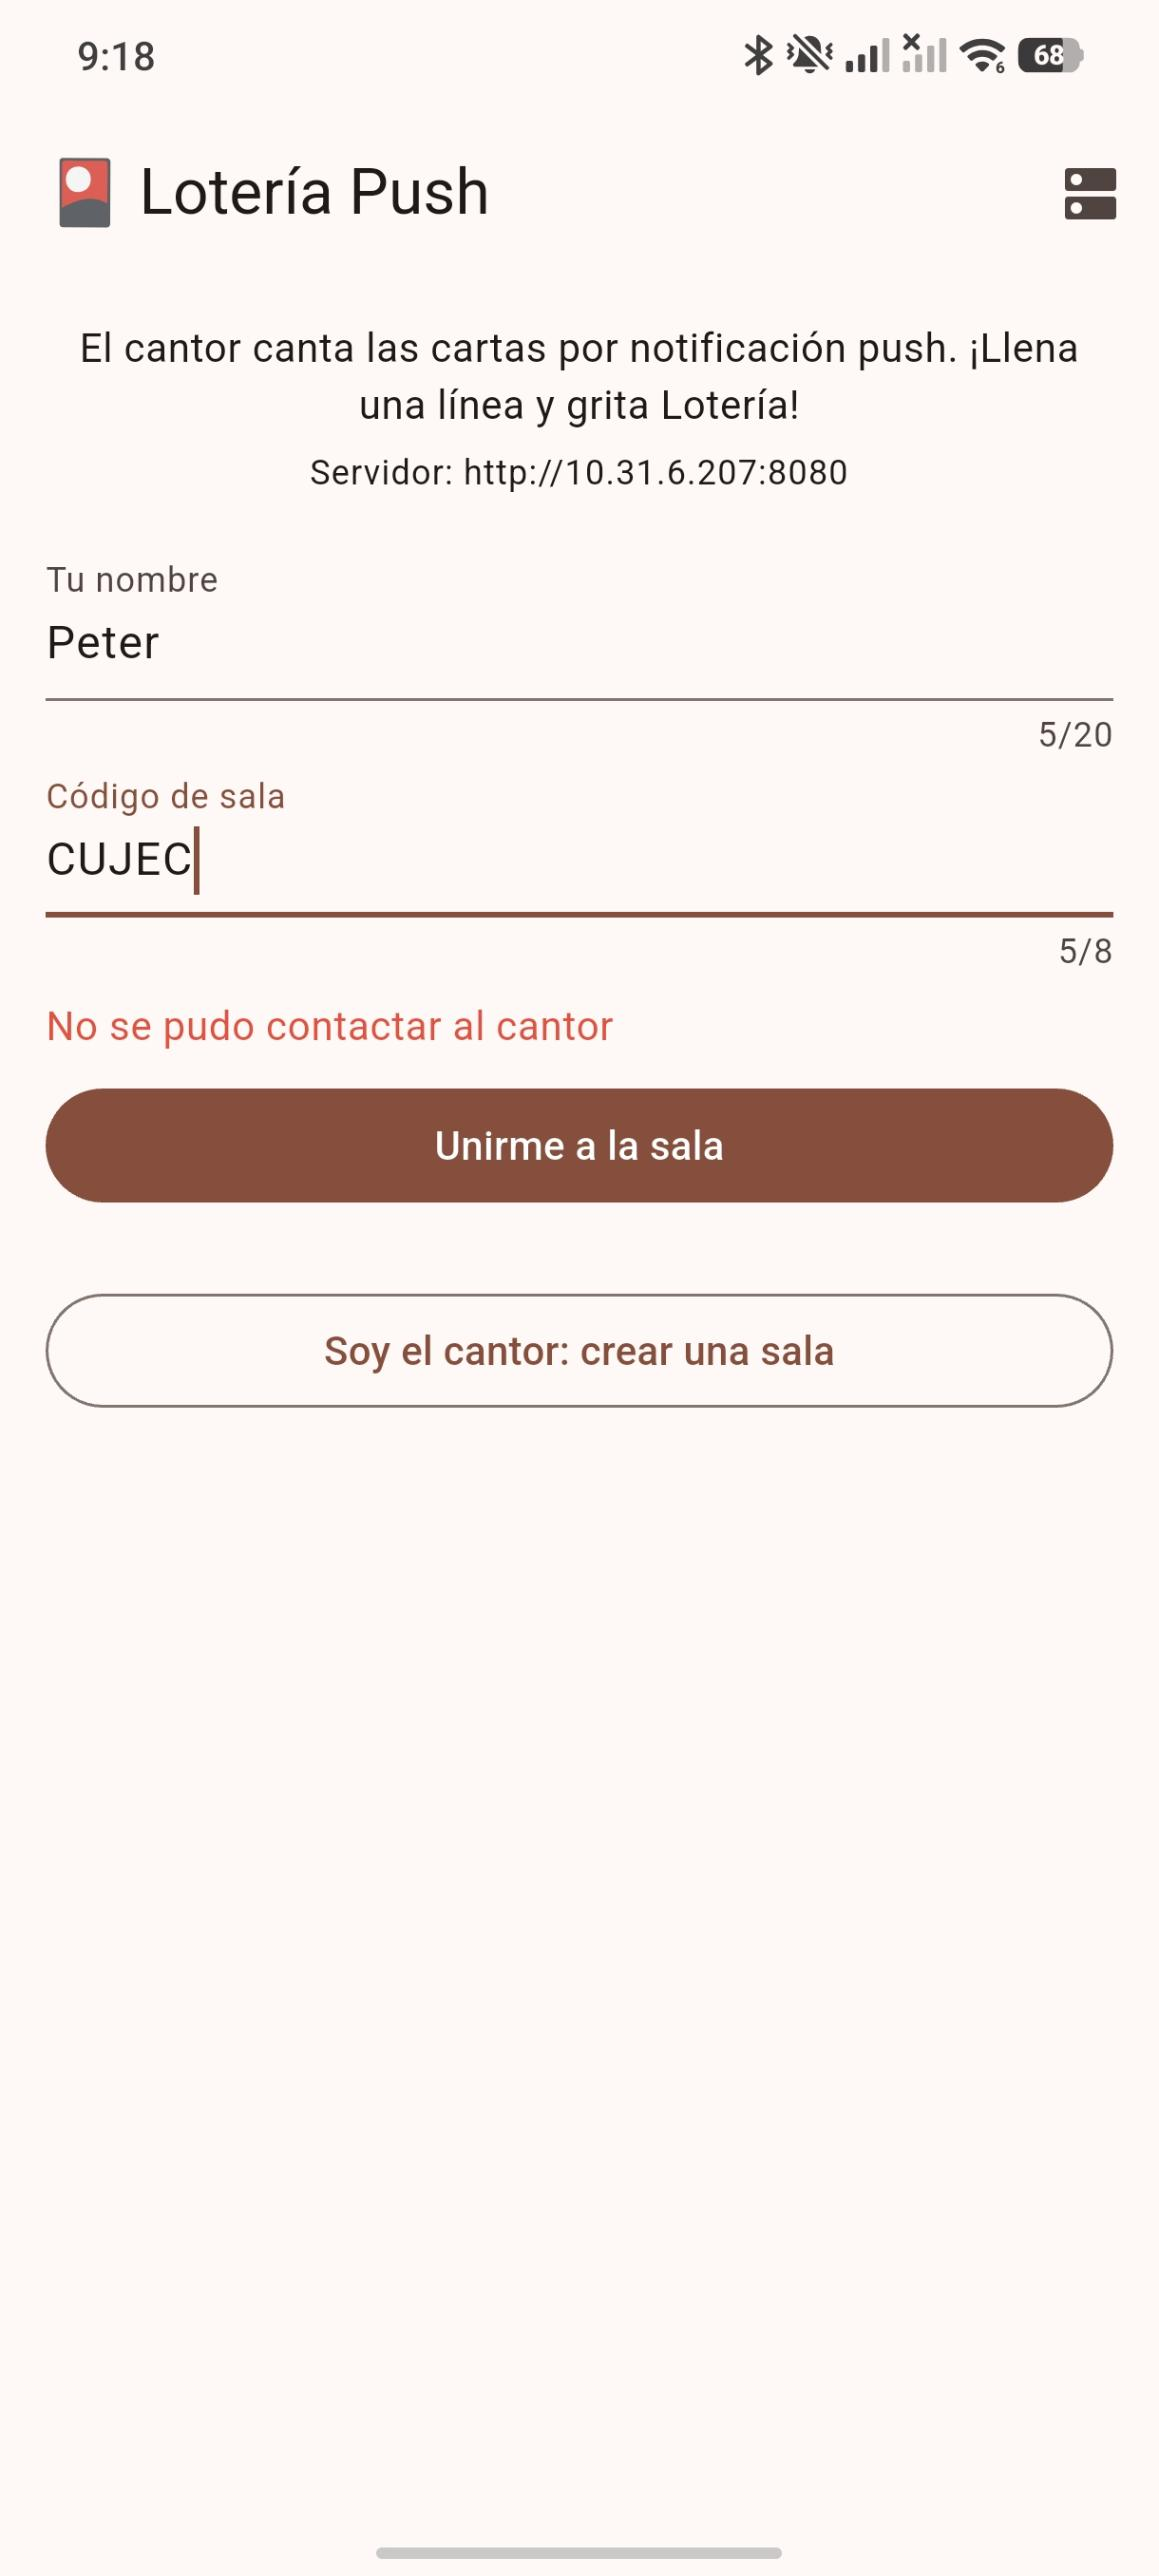 9:18
6
68
Lotería Push
El cantor canta las cartas por notificación push. ¡Llena
una línea y grita Lotería!
Servidor: http://10.31.6.207:8080
Tu nombre
Peter
5/20
Código de sala
CUJEC
5/8
No se pudo contactar al cantor
Unirme a la sala
Soy el cantor: crear una sala